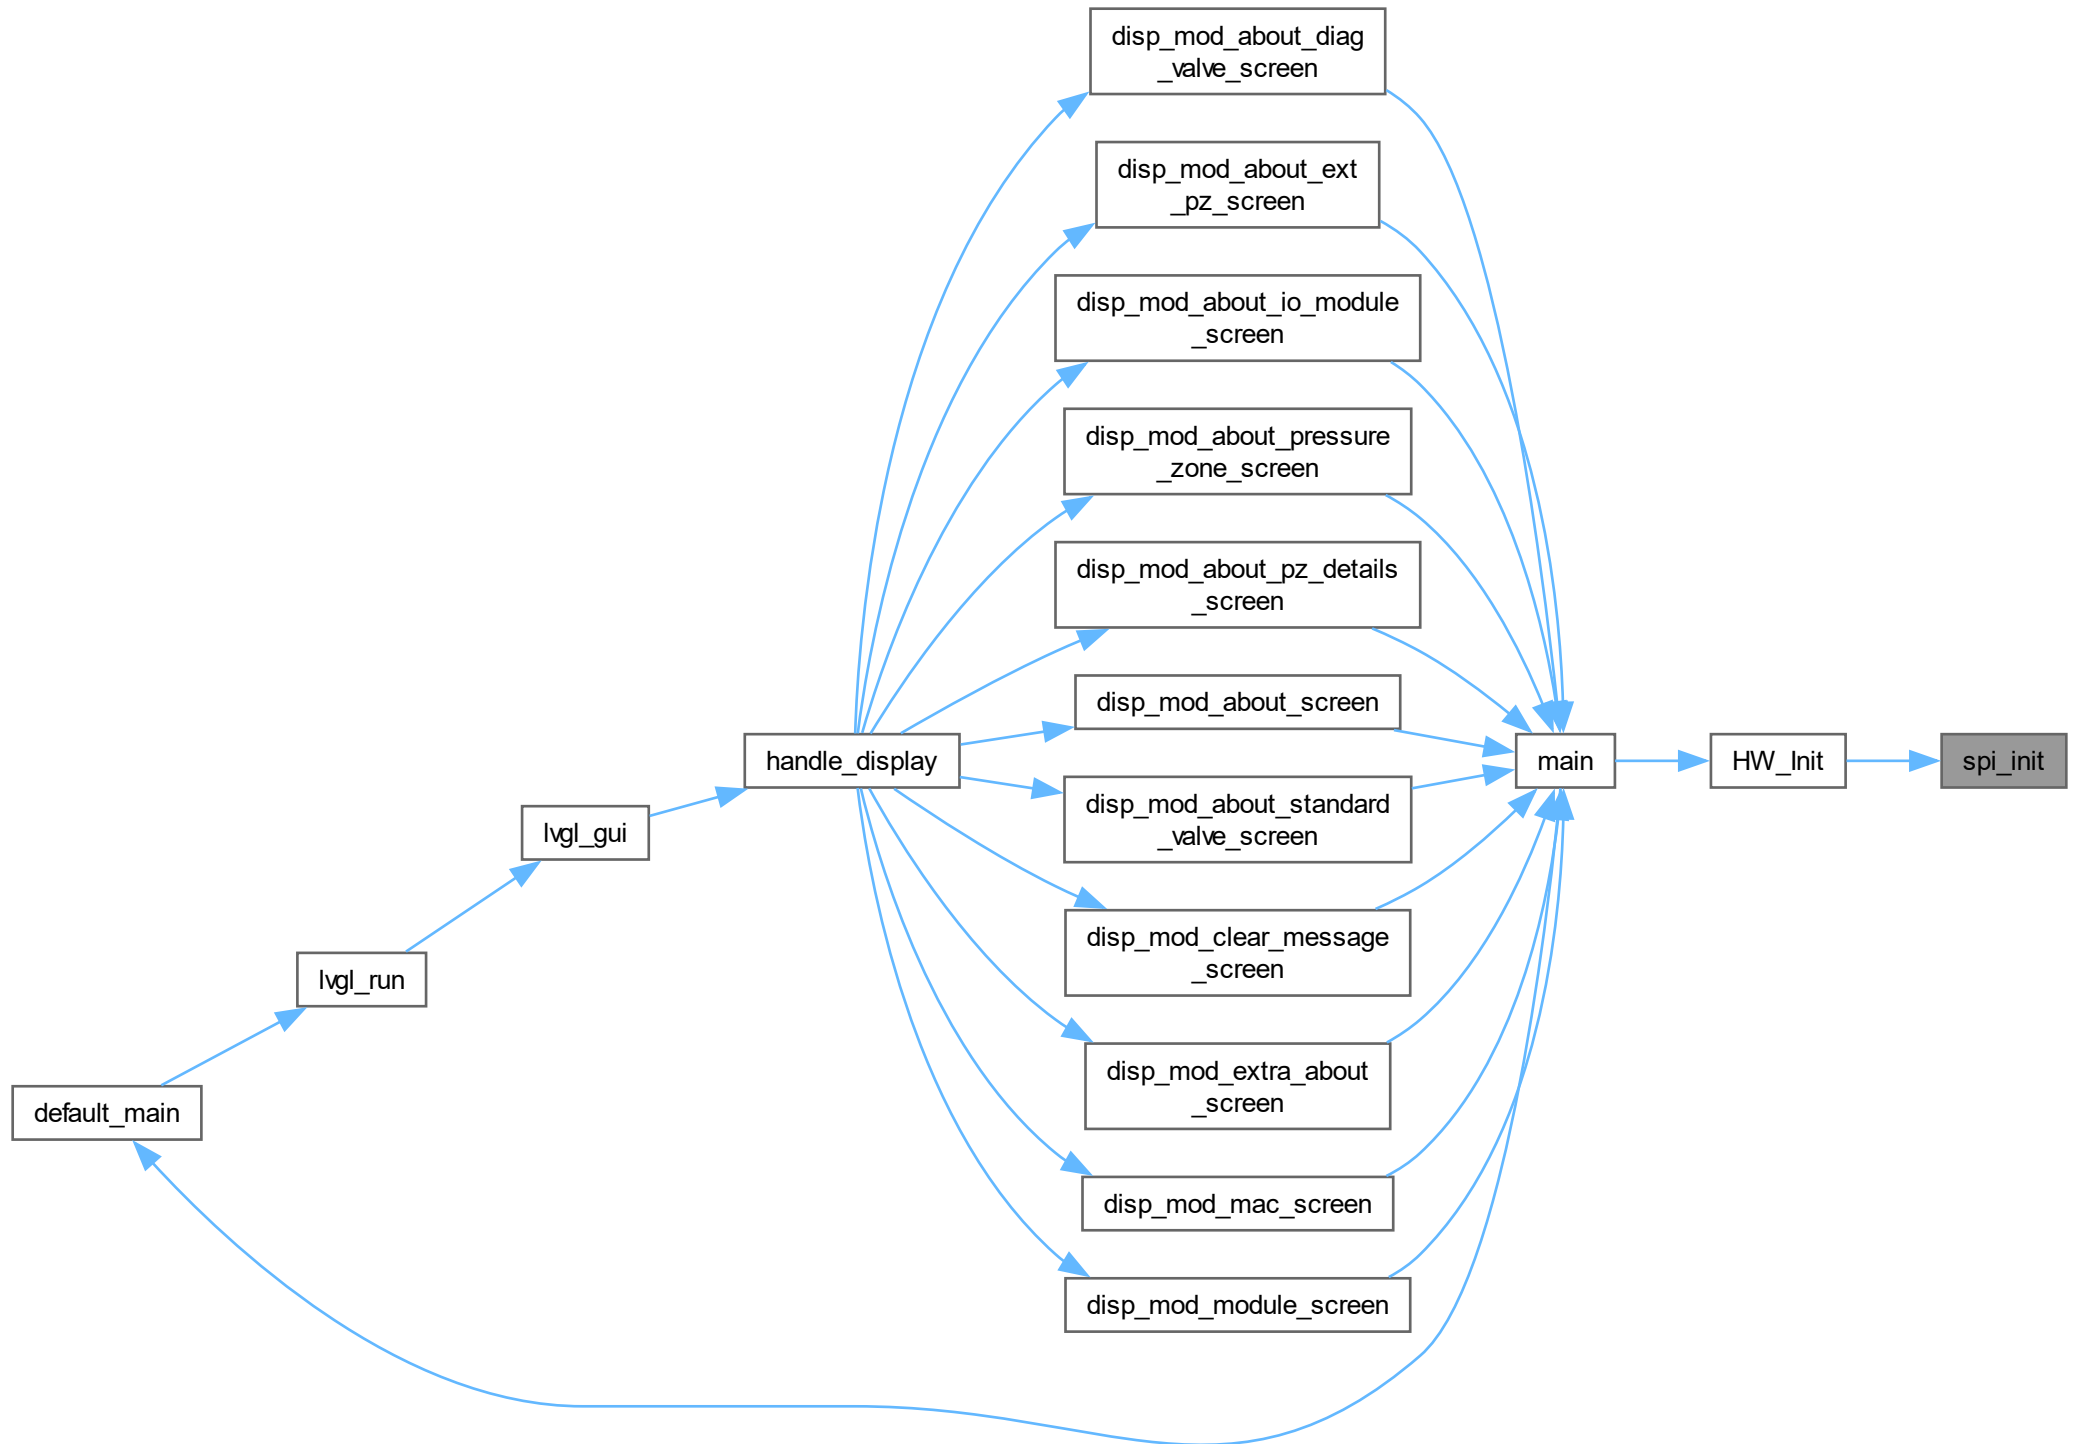 disp_mod_about_diag
_valve_screen
disp_mod_about_ext
_pz_screen
disp_mod_about_io_module
_screen
disp_mod_about_pressure
_zone_screen
disp_mod_about_pz_details
_screen
disp_mod_about_screen
handle_display
main
HW_Init
spi_init
disp_mod_about_standard
_valve_screen
lvgl_gui
disp_mod_clear_message
_screen
lvgl_run
disp_mod_extra_about
_screen
default_main
disp_mod_mac_screen
disp_mod_module_screen